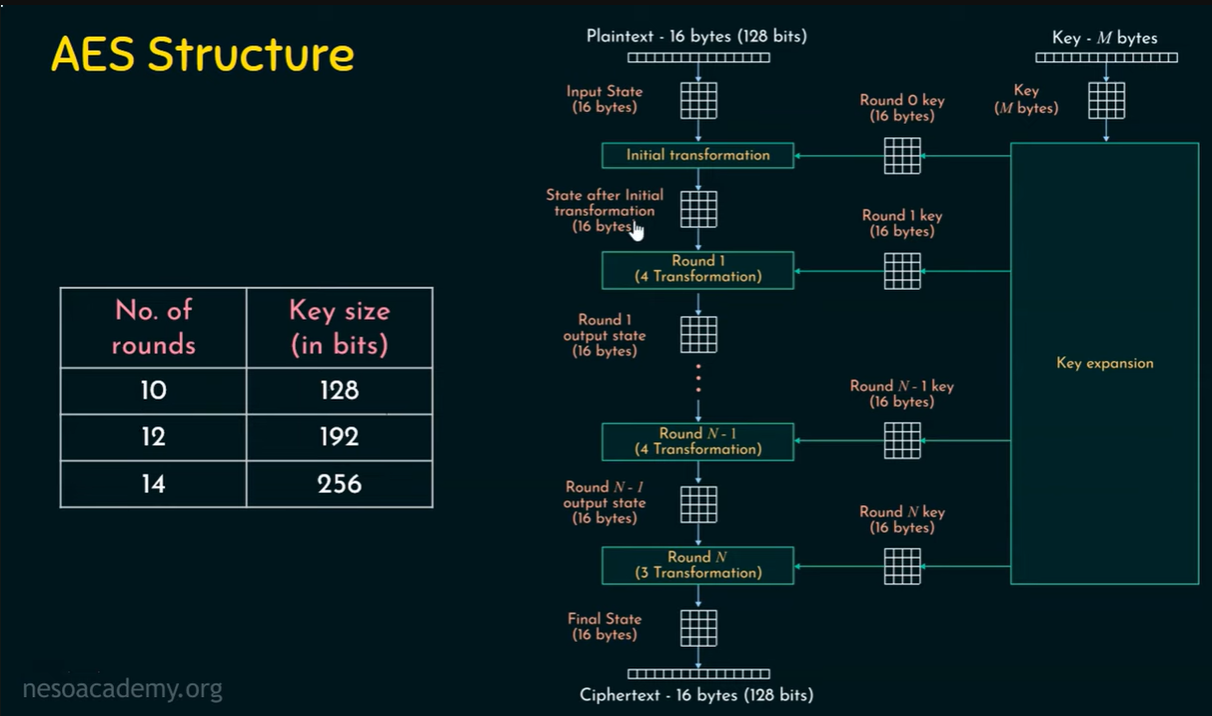 AES Structure
No. of rounds
Key size (in bits)
10
128
12
192
14
256
Plaintext - 16 bytes (128 bits)
Key - M bytes
Input State
(16 bytes)
Key
(M bytes)
Round 0 key
(16 bytes)
Initial transformation
State after Initial
transformation
(16 bytes)
Round 1 key
(16 bytes)
Round 1
(4 Transformation)
Round 1
output state
(16 bytes)
Key expansion
Round N - 1 key
(16 bytes)
Round N - 1
(4 Transformation)
Round N - 1
output state
(16 bytes)
Round N key
(16 bytes)
Round N
(3 Transformation)
Final State
(16 bytes)
Ciphertext - 16 bytes (128 bits)
nesoacademy.org